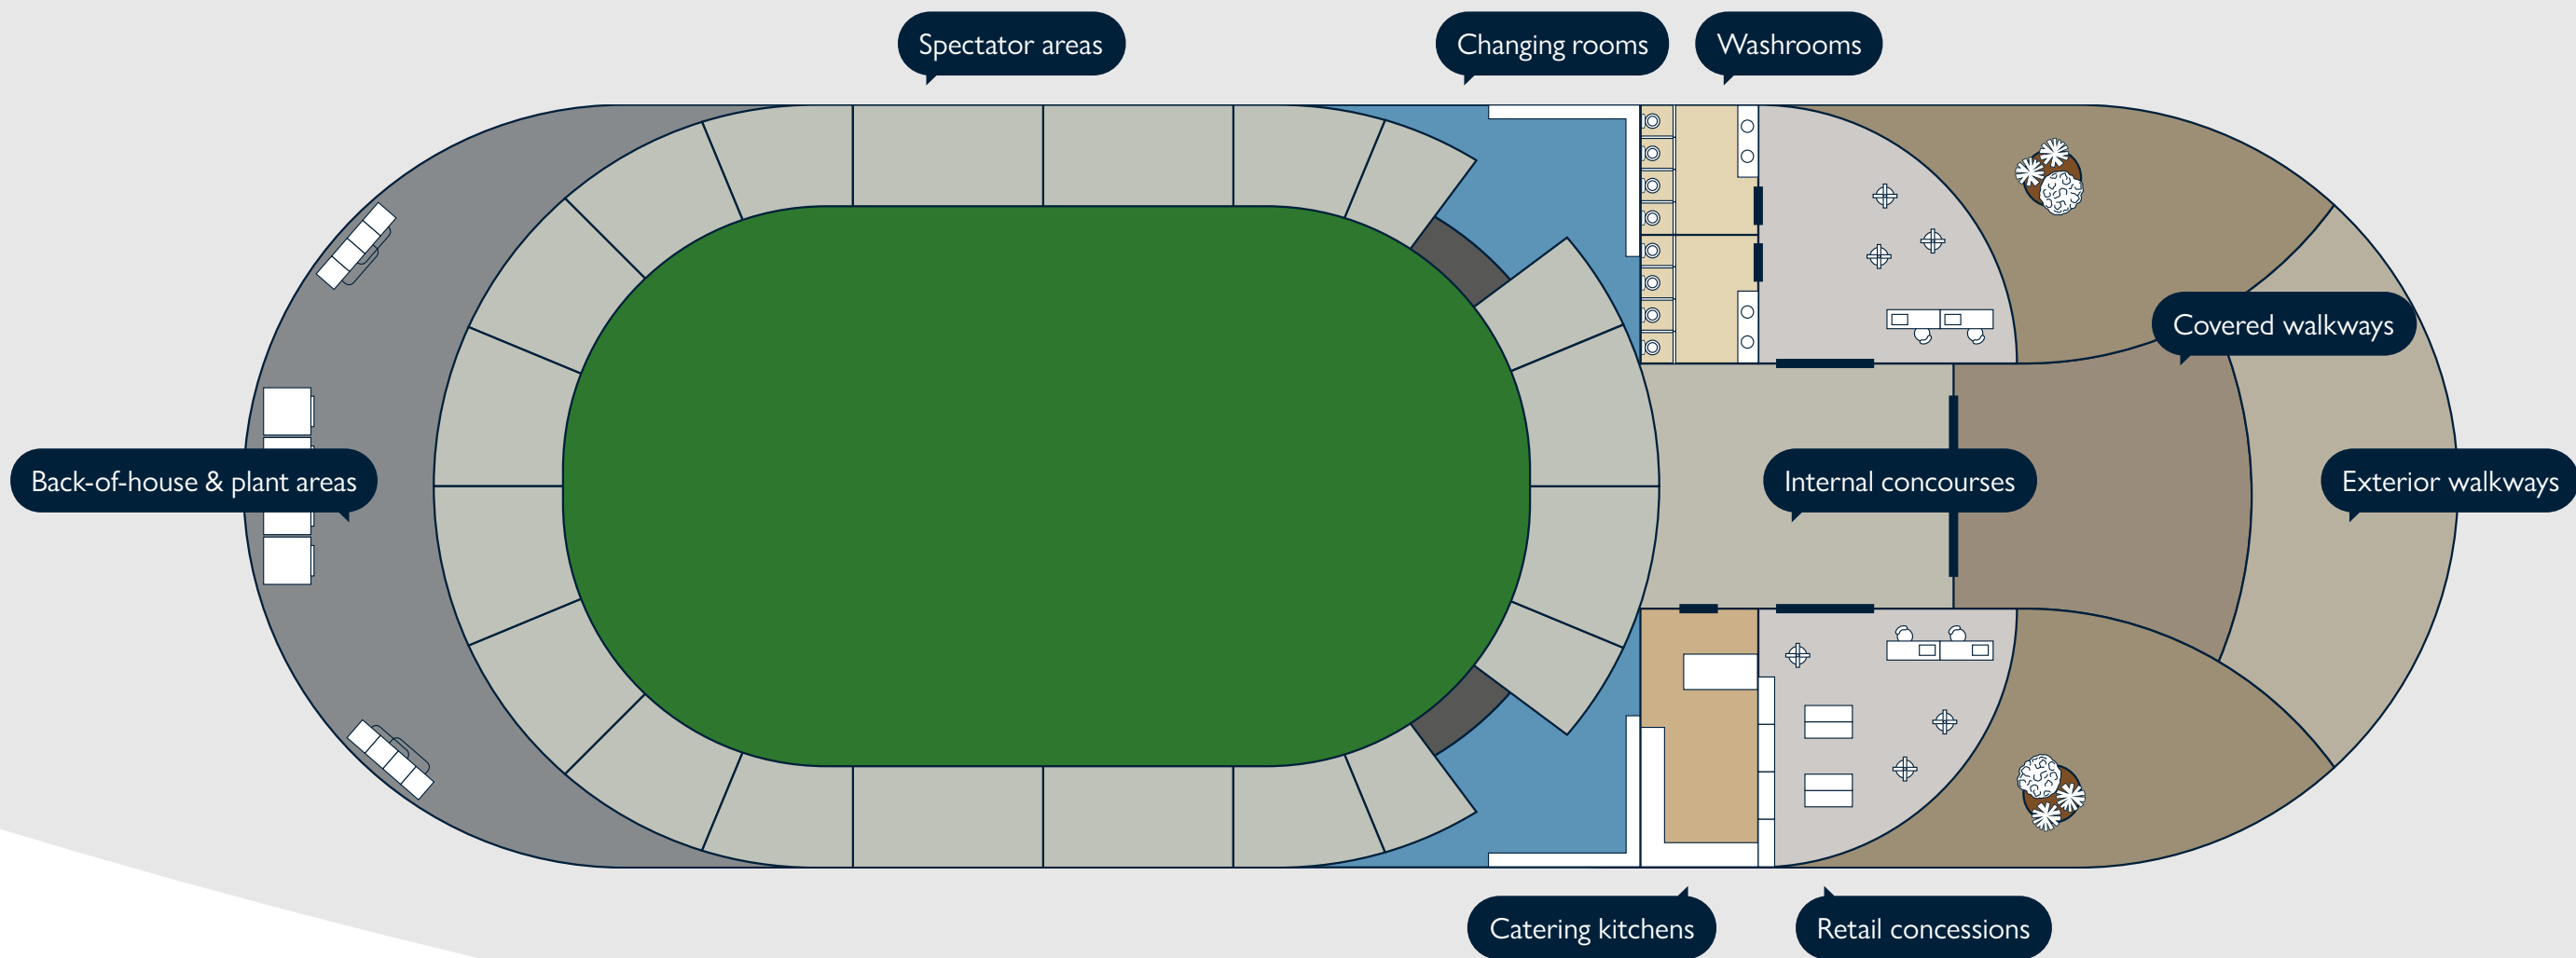 Spectator areas
Changing rooms
Washrooms
Covered walkways
Back-of-house & plant areas
Internal concourses
Exterior walkways
Catering kitchens
Retail concessions